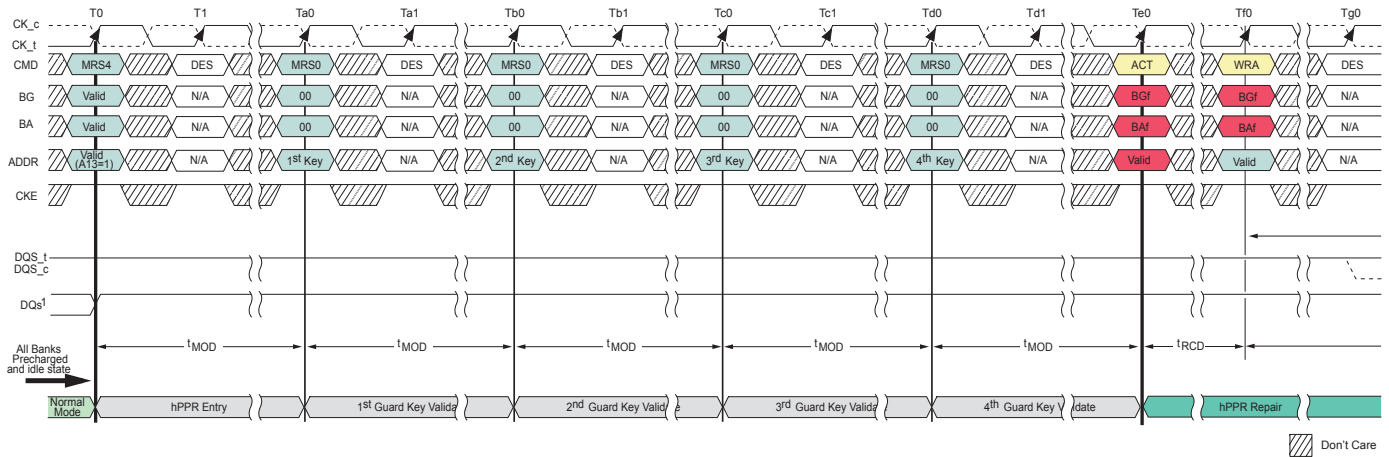 T0 T1 Ta0 Ta1 Tb0 Tb1 Tc0 Tc1 Td0 Td1 Te0 Tf0 Tg0
CK_c
CK_t
CMD MRS4 DES MRS0 DES MRS0 DES MRS0 DES MRS0 DES ACT WRA DES
BG Valid N/A 00 N/A 00 N/A 00 N/A 00 N/A BGf BGf N/A
BA Valid N/A 00 N/A 00 N/A 00 N/A 00 N/A BAf BAf N/A
ADDR Valid (A13=1) N/A 1st Key N/A 2nd Key N/A 3rd Key N/A 4th Key N/A Valid Valid N/A
CKE
DQS_t
DQS_c
DQs1
tMOD tMOD tMOD tMOD tMOD tRCD
All Banks
Precharged
and idle state
Normal Mode hPPR Entry 1st Guard Key Valida 2nd Guard Key Valid e 3rd Guard Key Valida 4th Guard Key V idate hPPR Repair
Don't Care